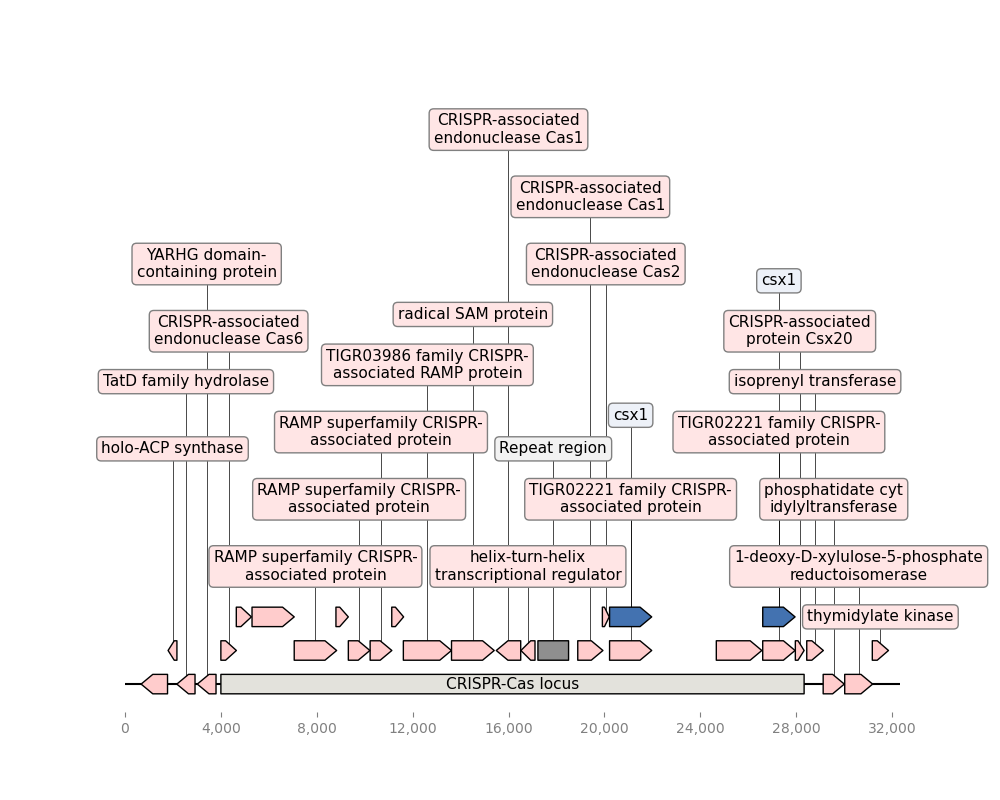 CRISPR-associated
endonuclease Cas1
CRISPR-associated
endonuclease Cas1
YARHG domain-
containing protein
CRISPR-associated
endonuclease Cas2
csx1
radical SAM protein
CRISPR-associated
endonuclease Cas6
CRISPR-associated
protein Csx20
TIGR03986 family CRISPR-
associated RAMP protein
TatD family hydrolase
isoprenyl transferase
csx1
RAMP superfamily CRISPR-
associated protein
TIGR02221 family CRISPR-
associated protein
holo-ACP synthase
Repeat region
RAMP superfamily CRISPR-
associated protein
TIGR02221 family CRISPR-
associated protein
phosphatidate cyt
idylyltransferase
RAMP superfamily CRISPR-
associated protein
helix-turn-helix
transcriptional regulator
1-deoxy-D-xylulose-5-phosphate
reductoisomerase
thymidylate kinase
CRISPR-Cas locus
0 4,000 8,000 12,000 16,000 20,000 24,000 28,000 32,000